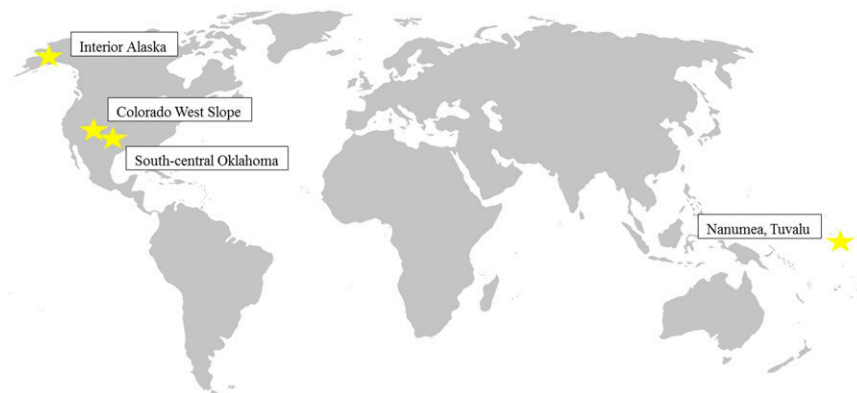 Interior Alaska
Colorado West Slope
South-central Oklahoma
Nanumea, Tuvalu